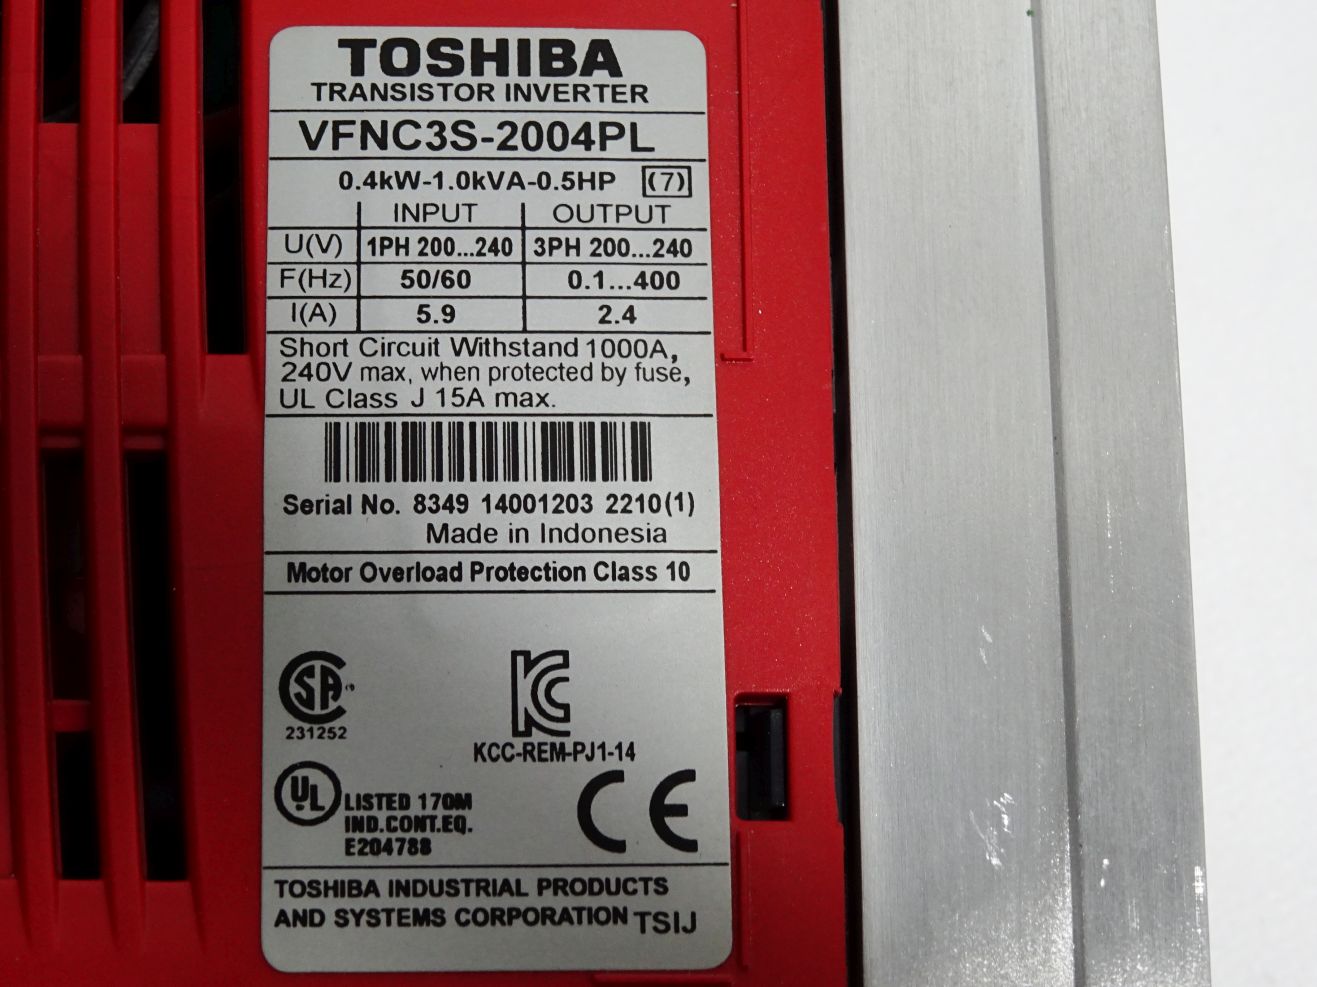 TOSHIBA
TRANSISTOR INVERTER
VFNC3S-2004PL
0.4kW-1.0kVA-0.5HP (7)
INPUT OUTPUT
U(V) 1PH 200...240 3PH 200...240
F(Hz) 50/60 0.1...400
I(A) 5.9 2.4
Short Circuit Withstand 1000A,
240V max, when protected by fuse,
UL Class J 15A max.
Serial No. 8349 14001203 2210(1)
Made in Indonesia
Motor Overload Protection Class 10
SA
231252
KC
KCC-REM-PJ1-14
UL LISTED 170M
IND.CONT.EQ.
E204788
CE
TOSHIBA INDUSTRIAL PRODUCTS
AND SYSTEMS CORPORATION TSIJ